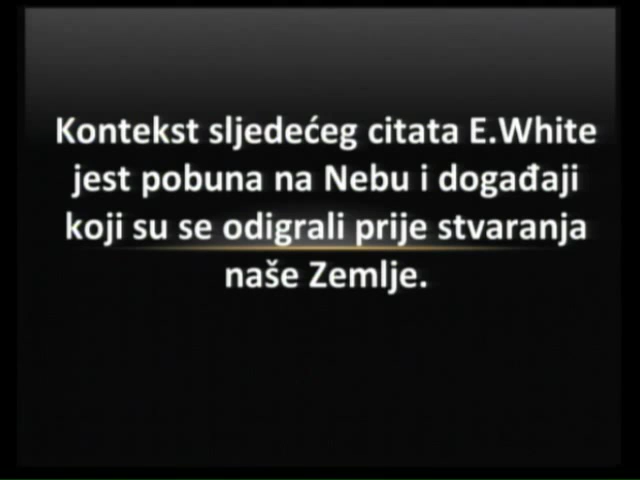 Kontekst sljedećeg citata E.White
jest pobuna na Nebu i događaji
koji su se odigrali prije stvaranja
naše Zemlje.